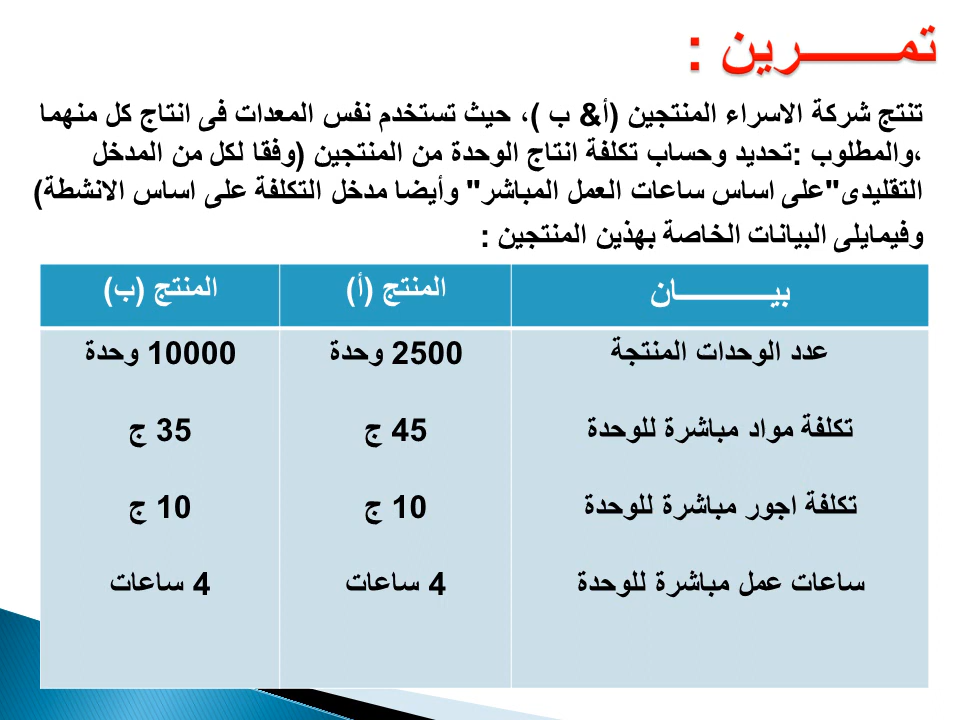 تمـــــــــرين :
تنتج شركة الاسراء المنتجين (أ& ب )، حيث تستخدم نفس المعدات فى انتاج كل منهما
،والمطلوب :تحديد وحساب تكلفة انتاج الوحدة من المنتجين (وفقا لكل من المدخل
التقليدى"على اساس ساعات العمل المباشر" وأيضا مدخل التكلفة على اساس الانشطة)
وفيمايلى البيانات الخاصة بهذين المنتجين :
بيـــــــــــــان المنتج (أ) المنتج (ب)
عدد الوحدات المنتجة 2500 وحدة 10000 وحدة
تكلفة مواد مباشرة للوحدة 45 ج 35 ج
تكلفة اجور مباشرة للوحدة 10 ج 10 ج
ساعات عمل مباشرة للوحدة 4 ساعات 4 ساعات